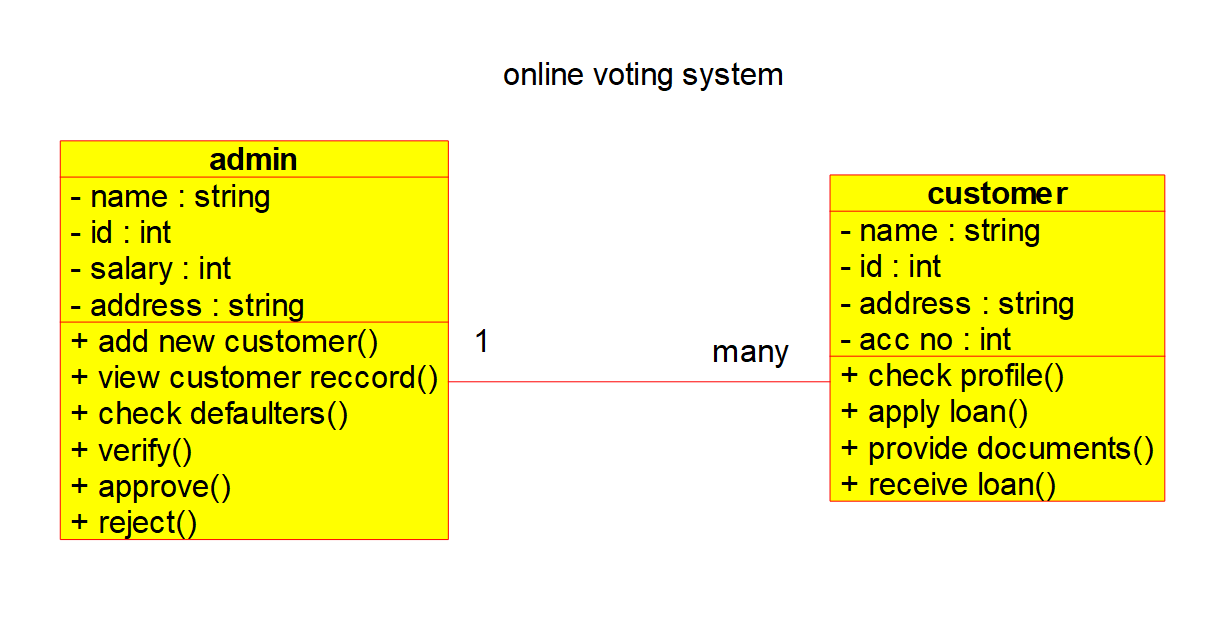 online voting system
admin
- name : string
- id : int
- salary : int
- address : string
+ add new customer()
+ view customer reccord()
+ check defaulters()
+ verify()
+ approve()
+ reject()
1
many
customer
- name : string
- id : int
- address : string
- acc no : int
+ check profile()
+ apply loan()
+ provide documents()
+ receive loan()